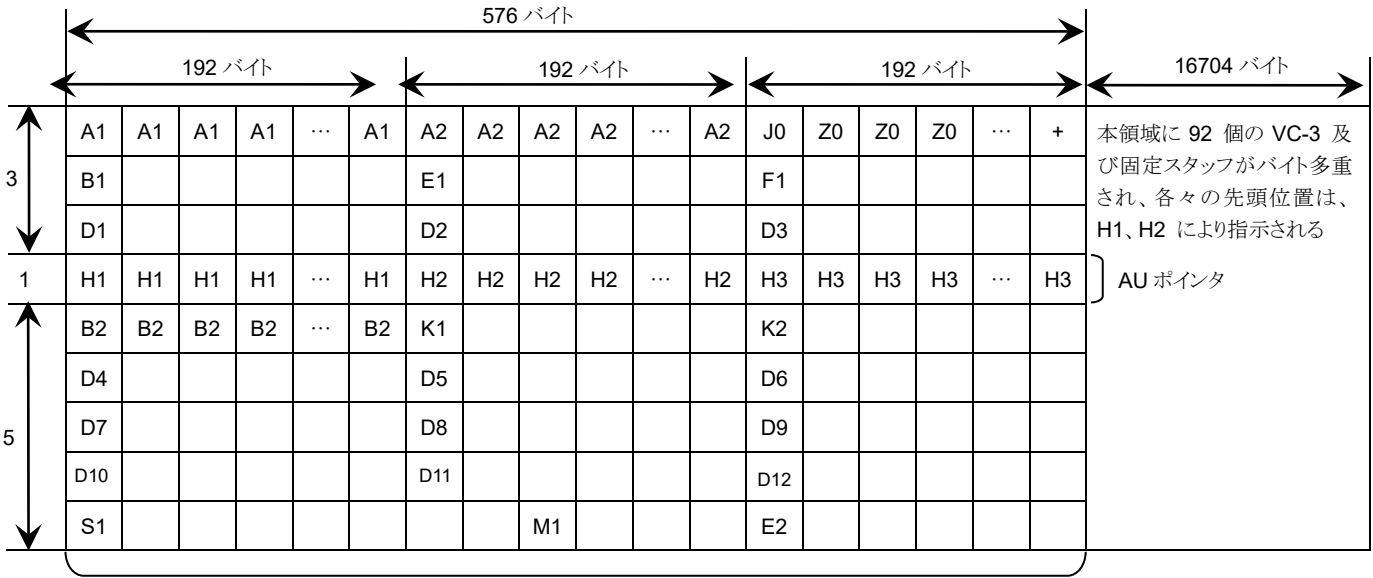 576 バイト
192 バイト 192 バイト 192 バイト 16704 バイト
A1 A1 A1 A1 … A1 A2 A2 A2 A2 … A2 J0 Z0 Z0 Z0 … +
本領域に 92 個の VC-3 及
び固定スタッフがバイト多重
され、各々の先頭位置は、
H1、H2 により指示される
3
B1 E1 F1
D1 D2 D3
1 H1 H1 H1 H1 … H1 H2 H2 H2 H2 … H2 H3 H3 H3 H3 … H3 AU ポインタ
B2 B2 B2 B2 … B2 K1 K2
D4 D5 D6
5 D7 D8 D9
D10 D11 D12
S1 M1 E2